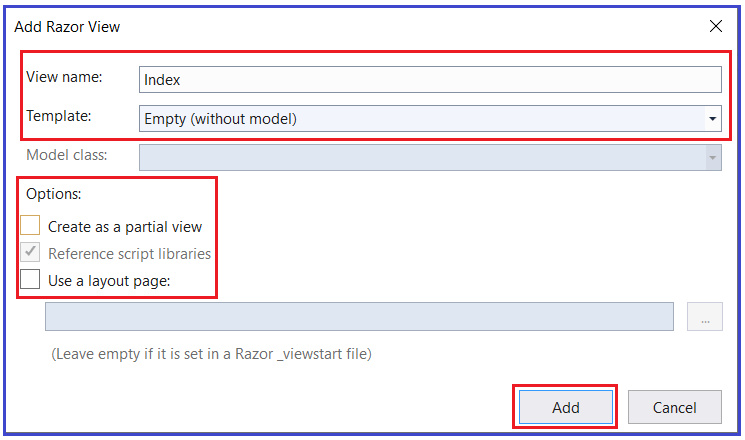 Add Razor View
View name: Index
Template: Empty (without model)
Model class:
Options:
Create as a partial view
Reference script libraries
Use a layout page:
...
(Leave empty if it is set in a Razor _viewstart file)
Add Cancel